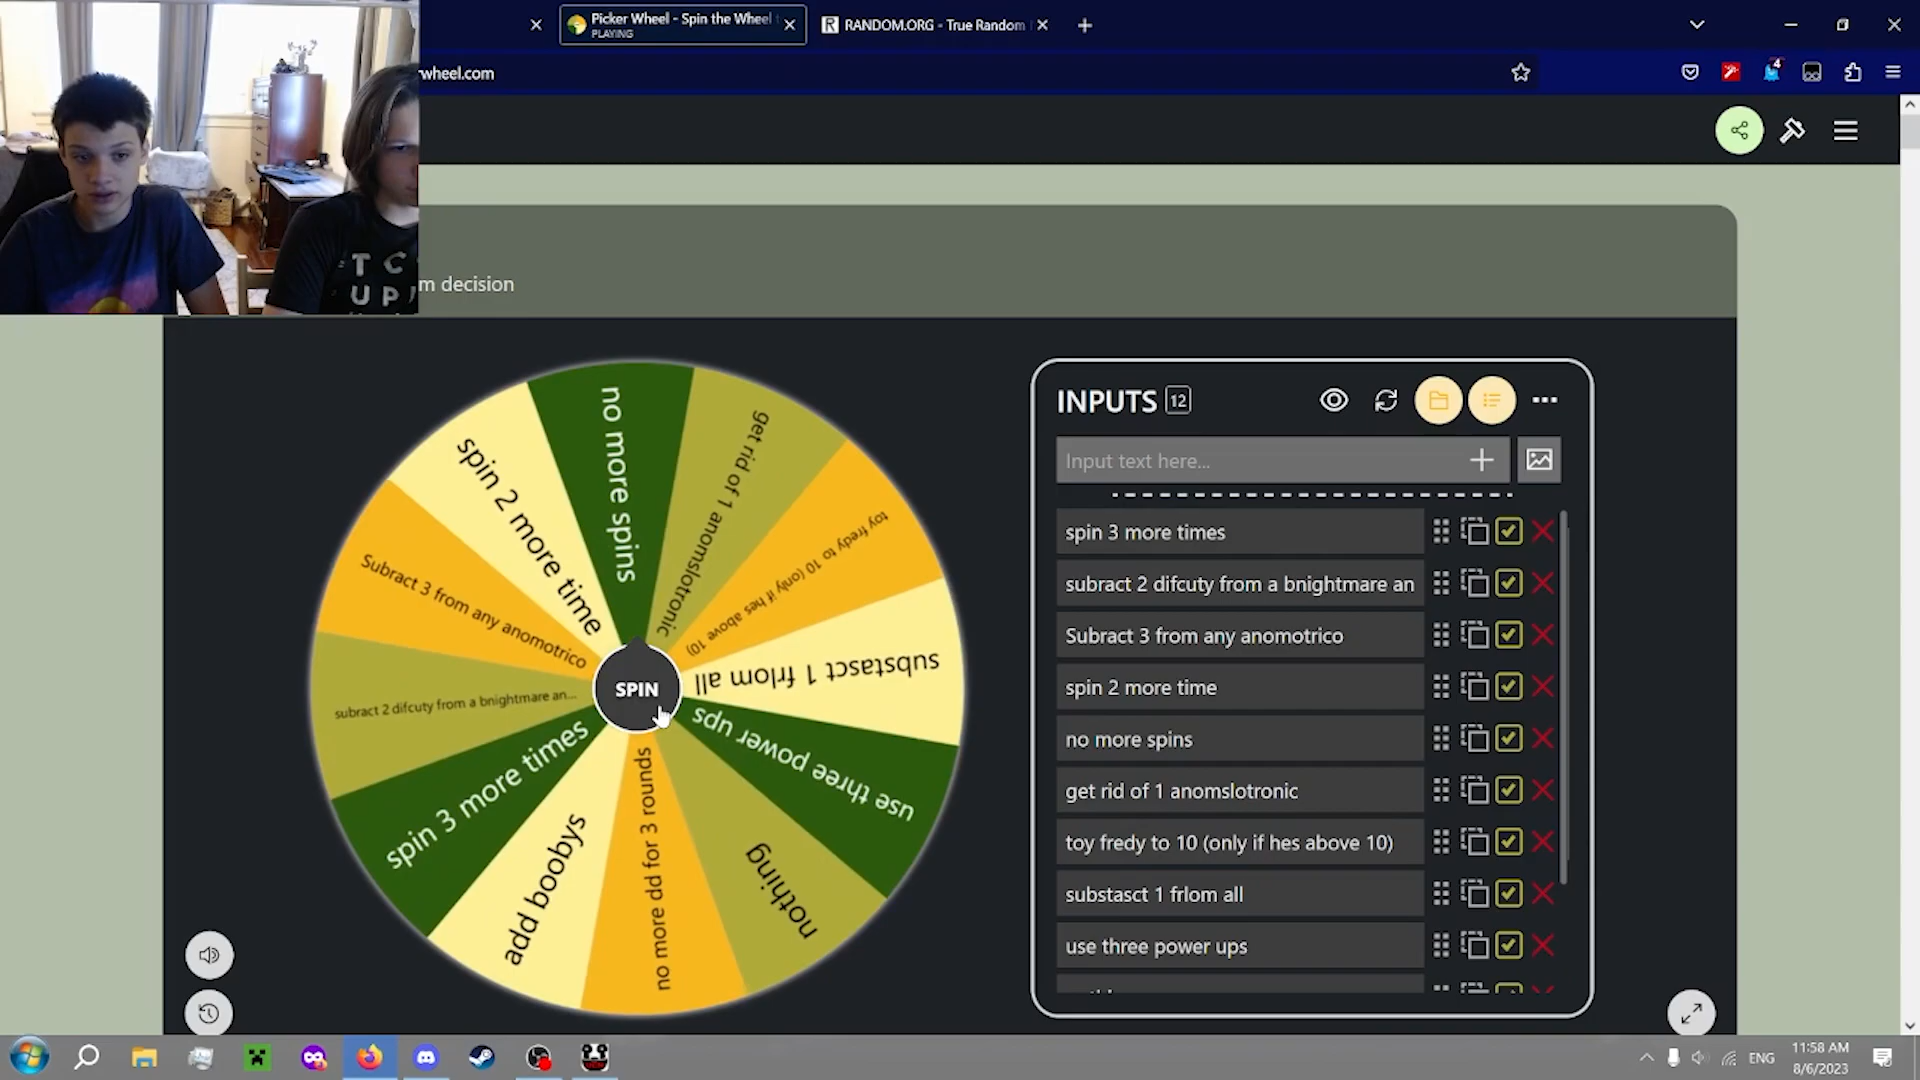 Picker Wheel - Spin the Wheel
PLAYING
RANDOM.ORG - True Random
rwheel.com
4
T C
UP
m decision
no more spins
get rid of 1 anomslotronic
toy fredy to 10 (only if hes above 10)
substasct 1 frlom all
use three power ups
nothing
no more dd for 3 rounds
add boobys
spin 3 more times
subract 2 difcuty from a bnightmare an...
Subract 3 from any anomotrico
spin 2 more time
SPIN
INPUTS 12
Input text here...
spin 3 more times
subract 2 difcuty from a bnightmare an
Subract 3 from any anomotrico
spin 2 more time
no more spins
get rid of 1 anomslotronic
toy fredy to 10 (only if hes above 10)
substasct 1 frlom all
use three power ups
ENG
11:58 AM
8/6/2023